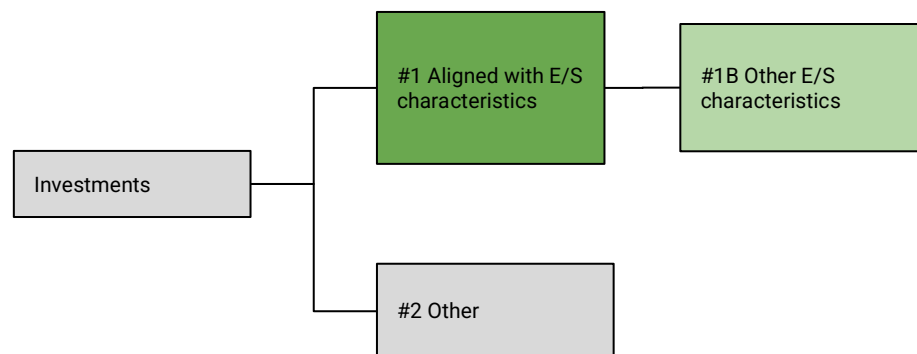 #1 Aligned with E/S
characteristics
#1B Other E/S
characteristics
Investments
#2 Other